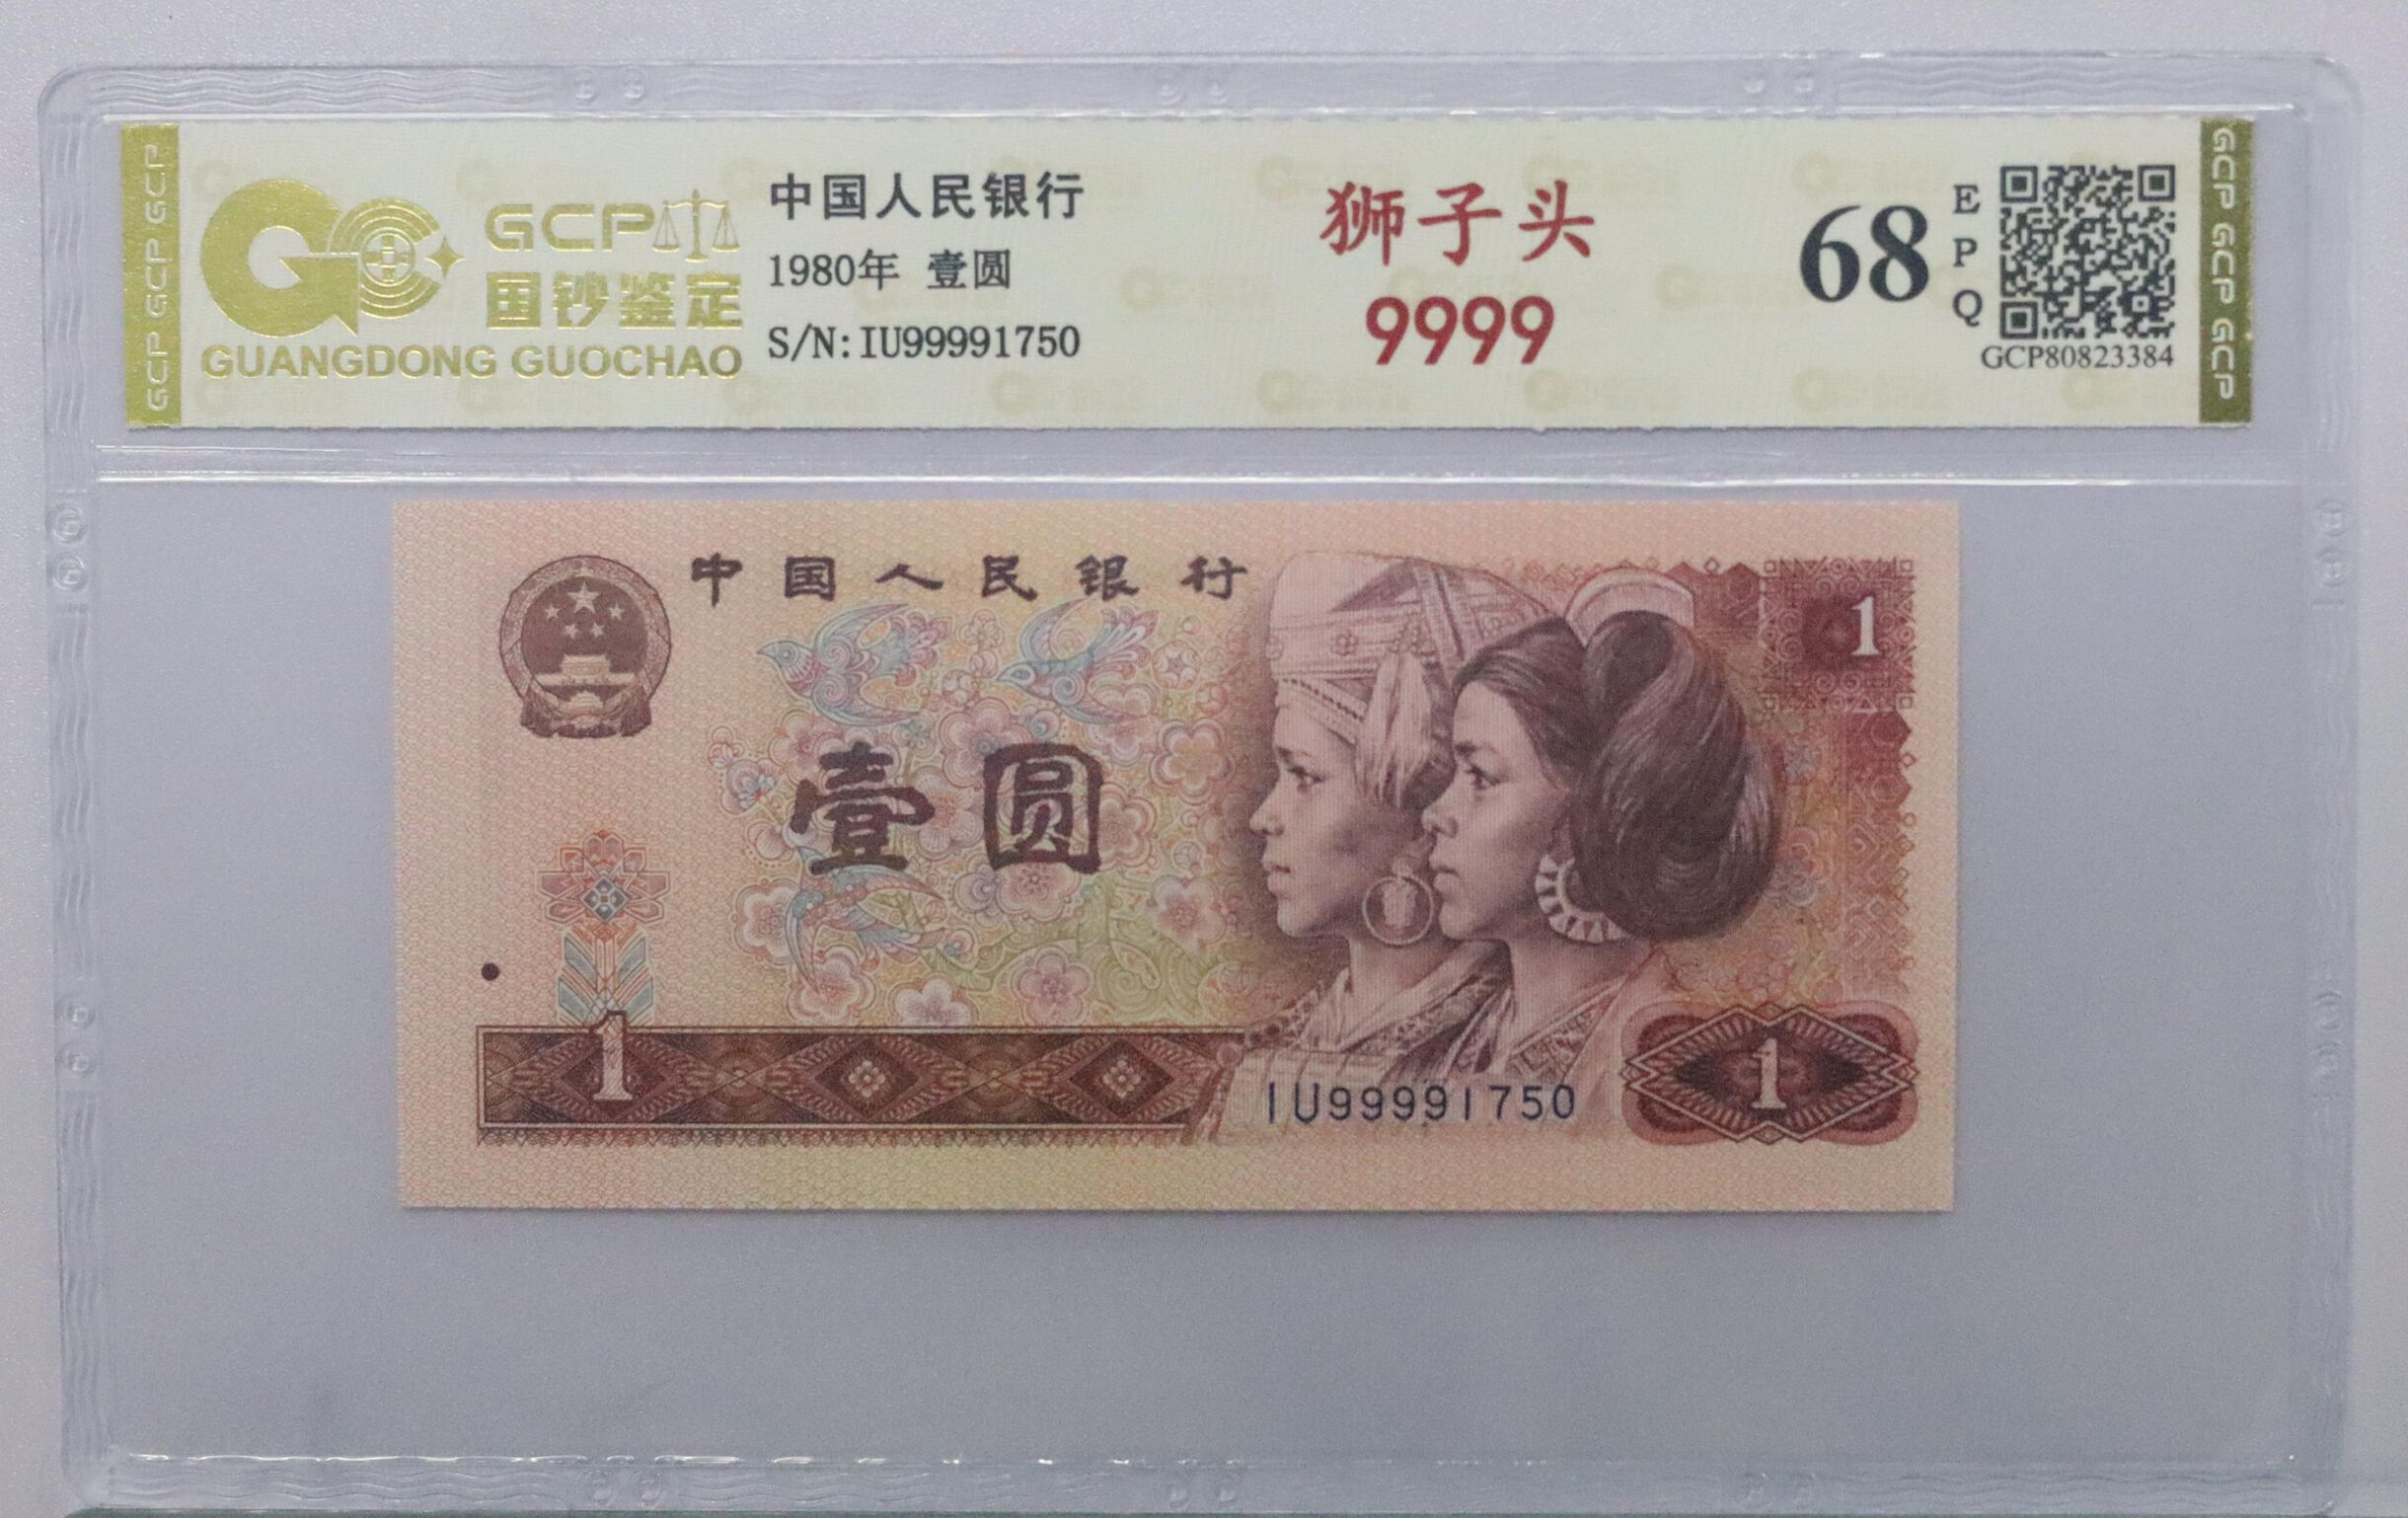 GCP GCP GCP
GCP
国钞鉴定
GUANGDONG GUOCHAO
中国人民银行
1980年 壹圆
S/N:IU99991750
狮子头
9999
68
EPQ
GCP80823384
GCP GCP GCP
中国人民银行
1
壹圆
1
IU99991750
1